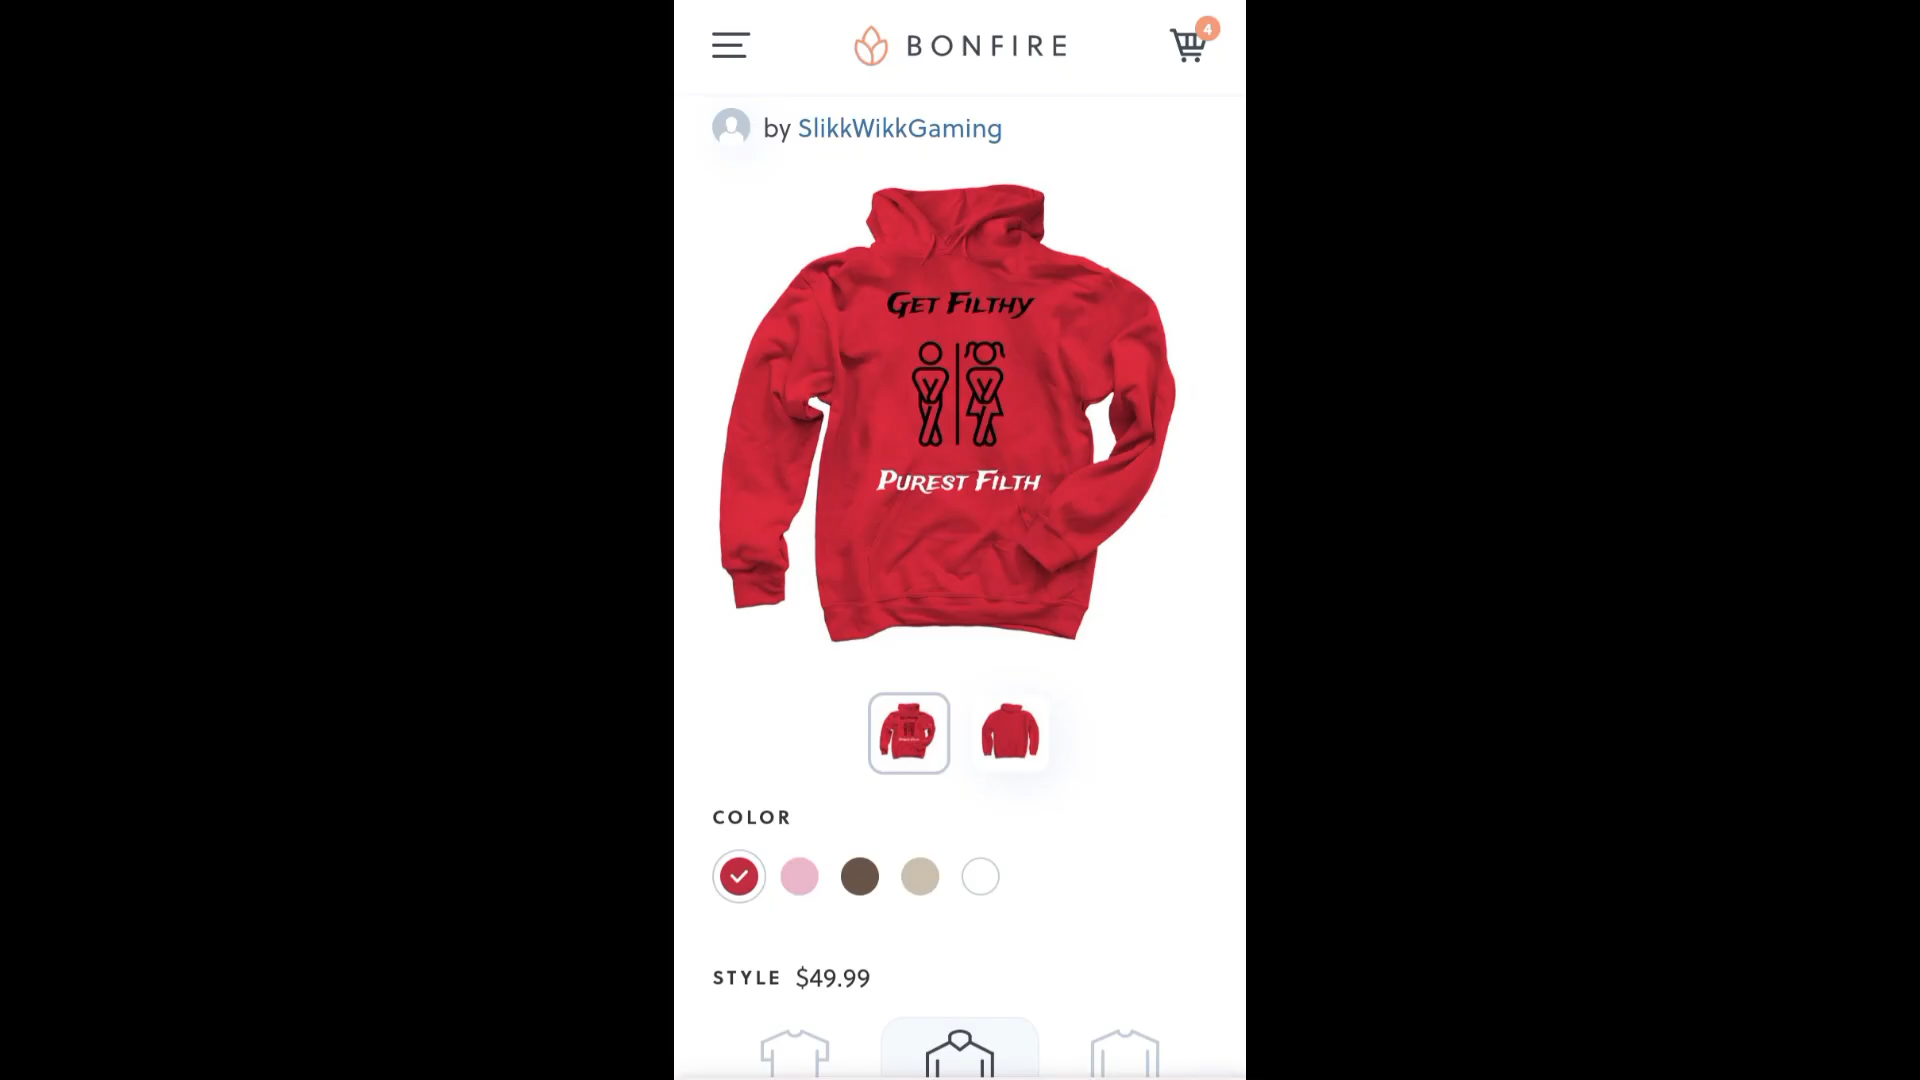 BONFIRE
4
by SlikkWikkGaming
GET FILTHY
PUREST FILTH
COLOR
STYLE $49.99